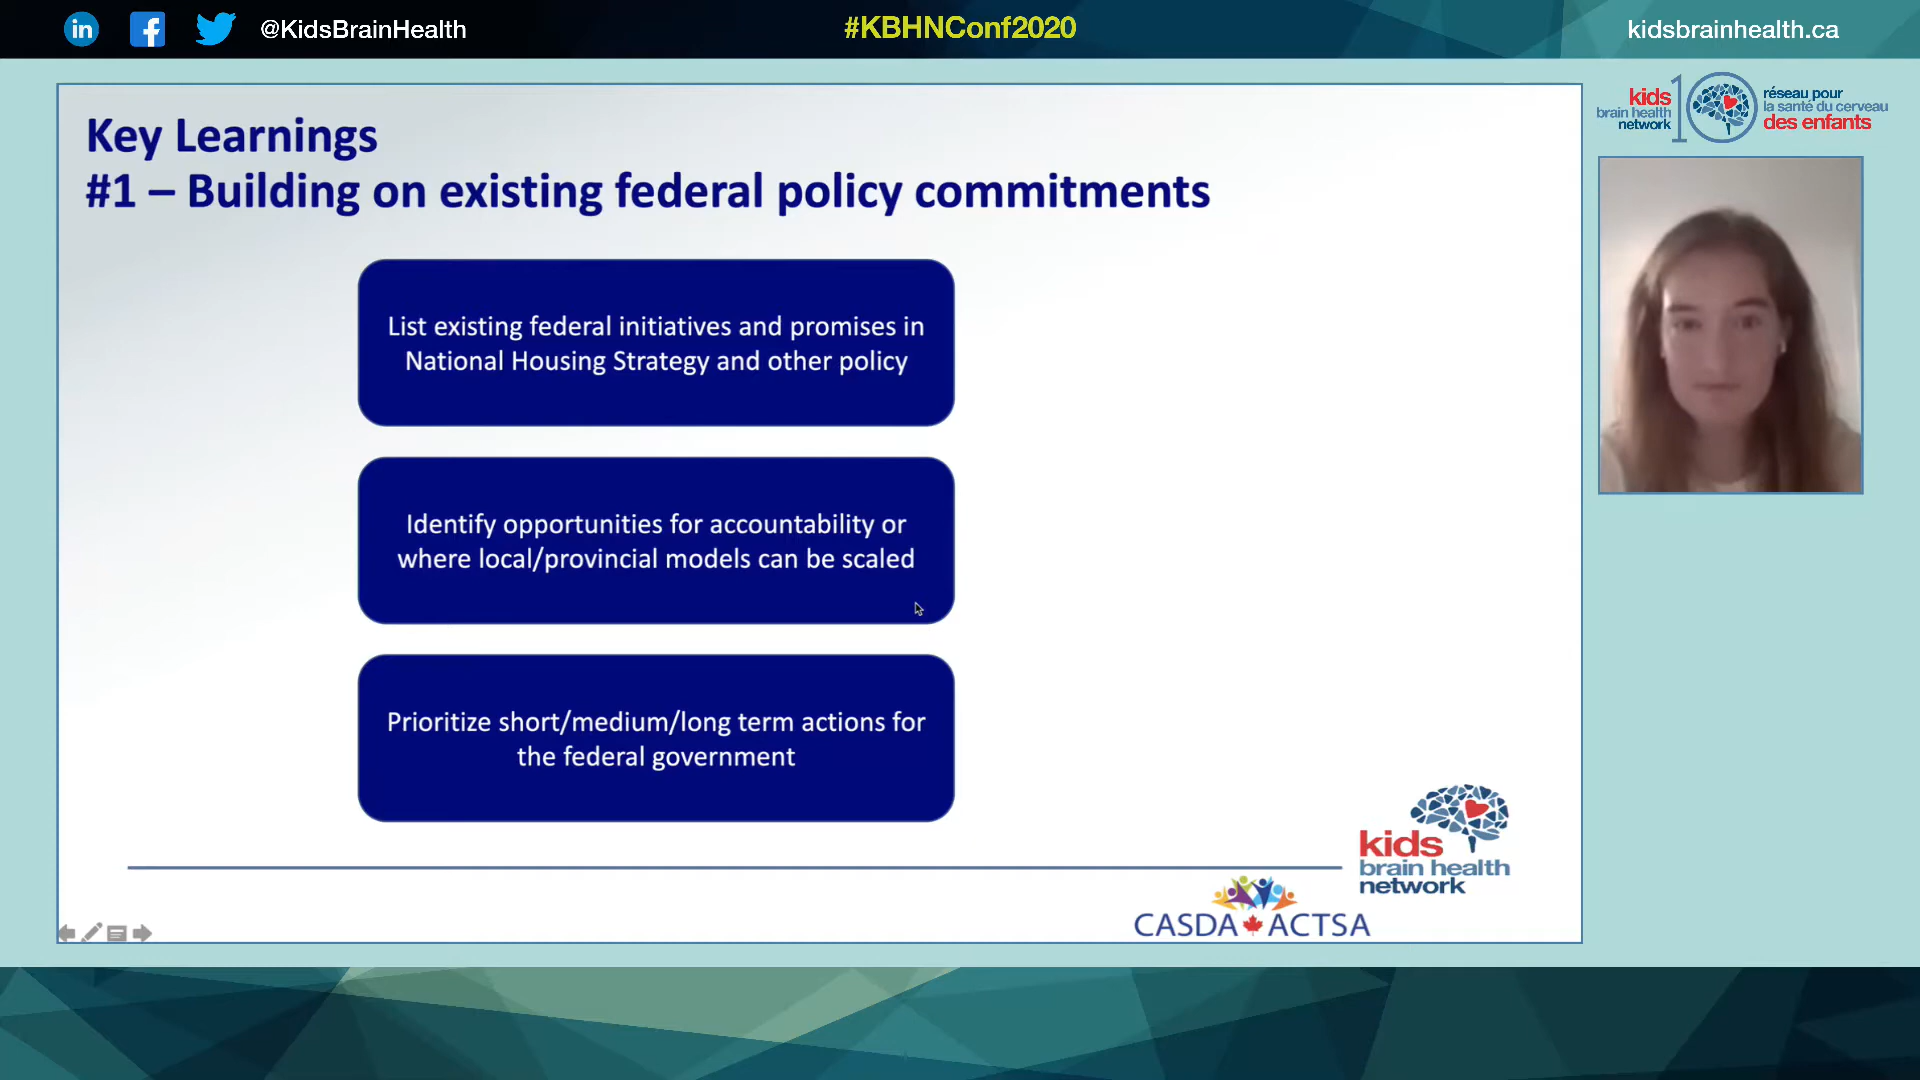 @KidsBrainHealth
#KBHNConf2020
kidsbrainhealth.ca
kids
brain health
network
10
réseau pour
la santé du cerveau
des enfants
Key Learnings
#1 – Building on existing federal policy commitments
List existing federal initiatives and promises in
National Housing Strategy and other policy
Identify opportunities for accountability or
where local/provincial models can be scaled
Prioritize short/medium/long term actions for
the federal government
kids
brain health
network
CASDA ACTSA